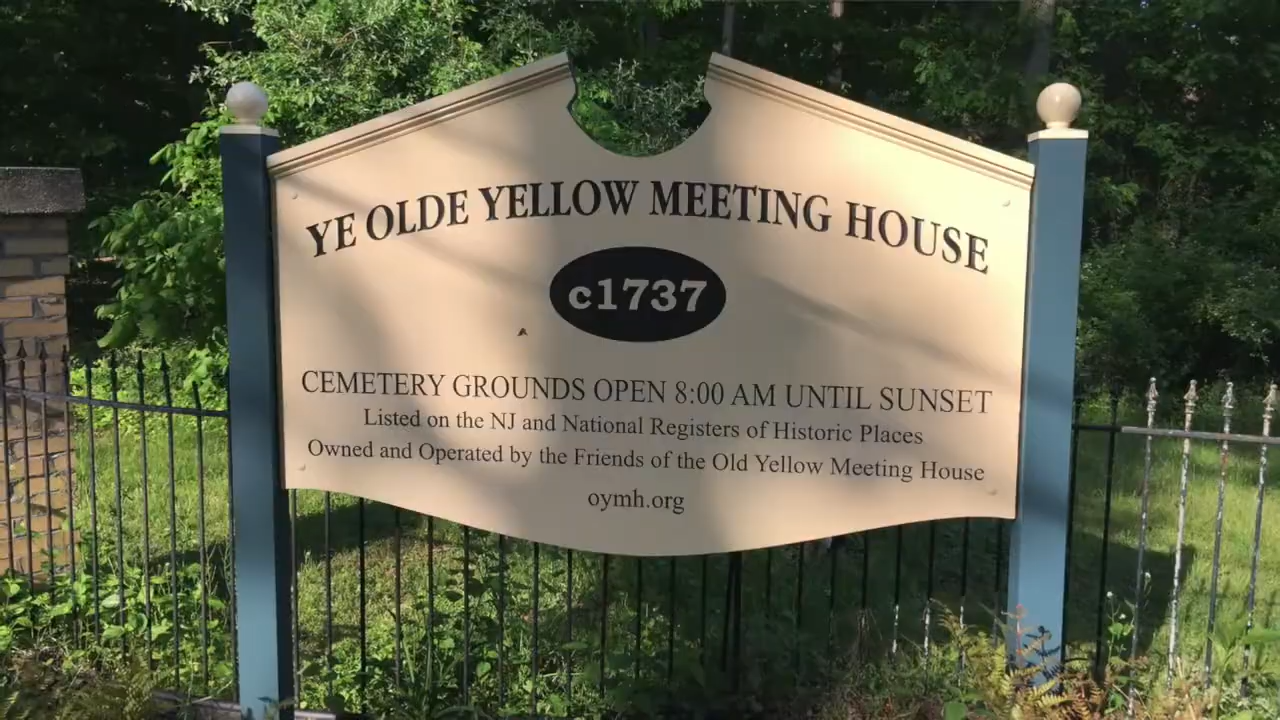 YE OLDE YELLOW MEETING HOUSE
c1737
CEMETERY GROUNDS OPEN 8:00 AM UNTIL SUNSET
Listed on the NJ and National Registers of Historic Places
Owned and Operated by the Friends of the Old Yellow Meeting House
oymh.org